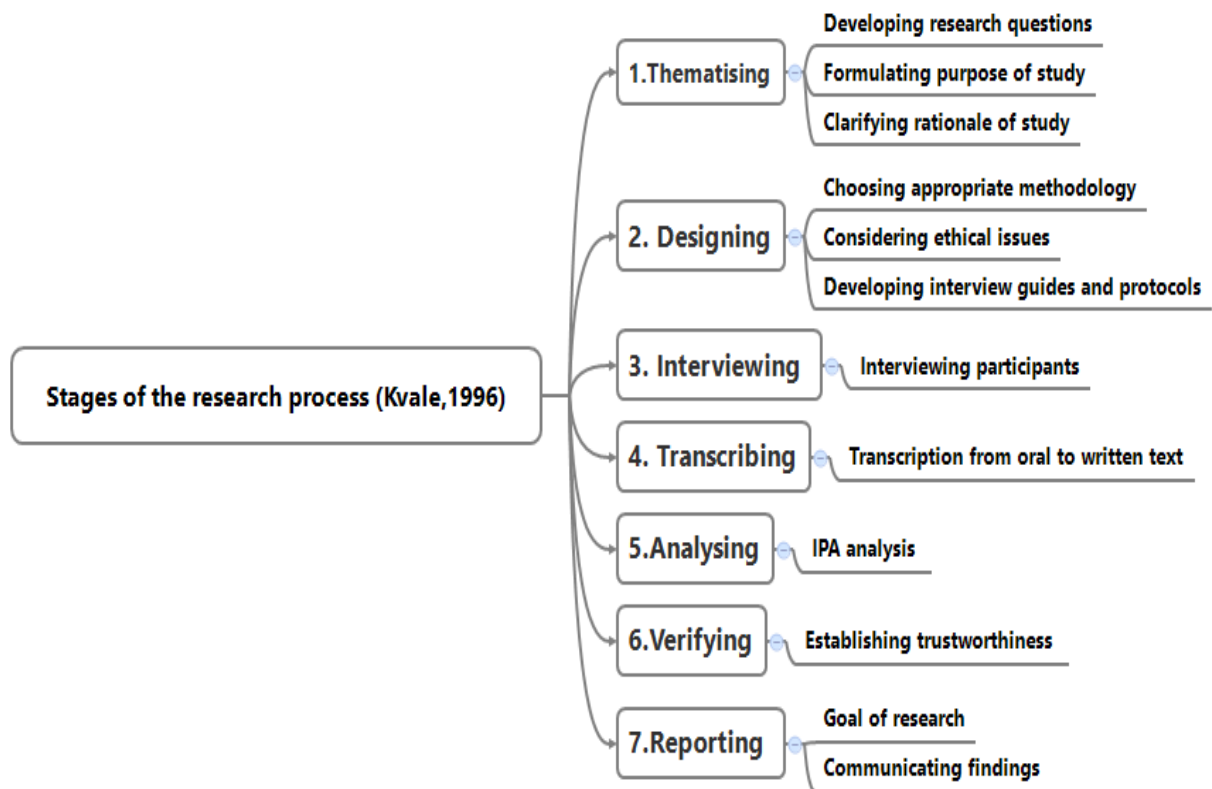 Stages of the research process (Kvale,1996)
1.Thematising
Developing research questions
Formulating purpose of study
Clarifying rationale of study
2. Designing
Choosing appropriate methodology
Considering ethical issues
Developing interview guides and protocols
3. Interviewing
Interviewing participants
4. Transcribing
Transcription from oral to written text
5.Analysing
IPA analysis
6.Verifying
Establishing trustworthiness
7.Reporting
Goal of research
Communicating findings